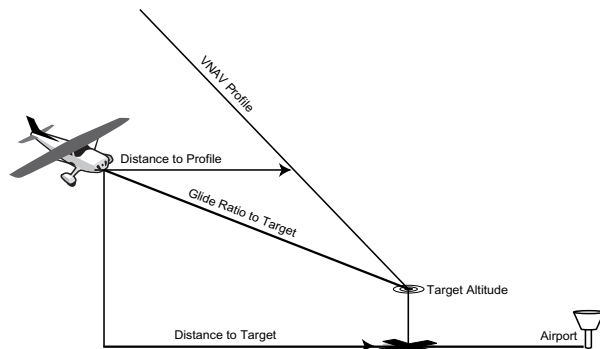 VNAV Profile
Distance to Profile
Glide Ratio to Target
Target Altitude
Distance to Target
Airport